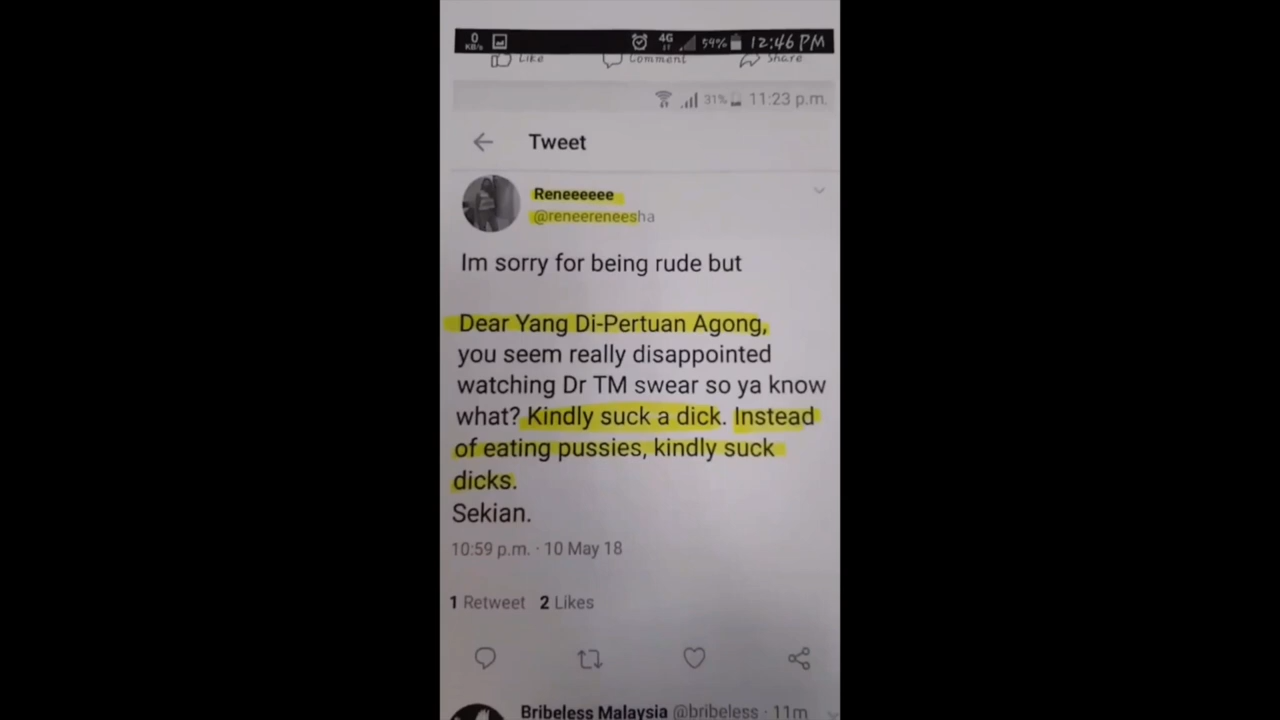 0
KB/s
4G 59% 12:46 PM
Like Comment Share
31% 11:23 p.m.
Tweet
Reneeeeee
@reneereneesha
Im sorry for being rude but
Dear Yang Di-Pertuan Agong,
you seem really disappointed
watching Dr TM swear so ya know
what? Kindly suck a dick. Instead
of eating pussies, kindly suck
dicks.
Sekian.
10:59 p.m. · 10 May 18
1 Retweet 2 Likes
Bribeless Malaysia @bribeless · 11m